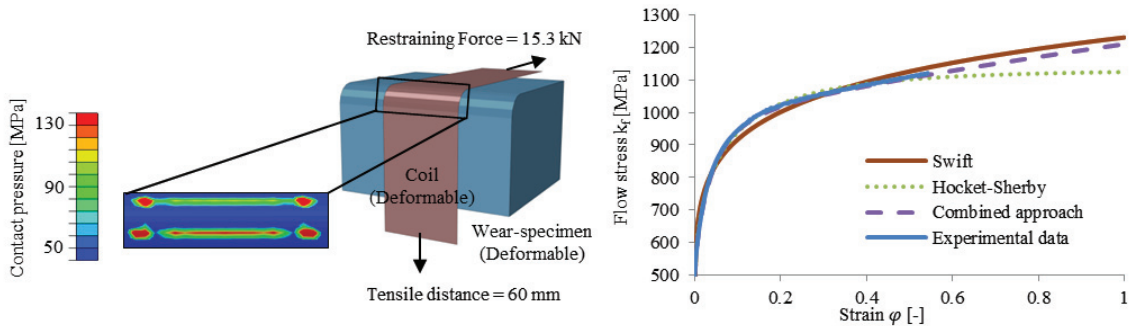 Restraining Force = 15.3 kN
Contact pressure [MPa]
130
90
50
Coil
(Deformable)
Wear-specimen
(Deformable)
Tensile distance = 60 mm
Flow stress kf [MPa]
1300
1200
1100
1000
900
800
700
600
500
Swift
Hocket-Sherby
Combined approach
Experimental data
0 0.2 0.4 0.6 0.8 1
Strain φ [-]